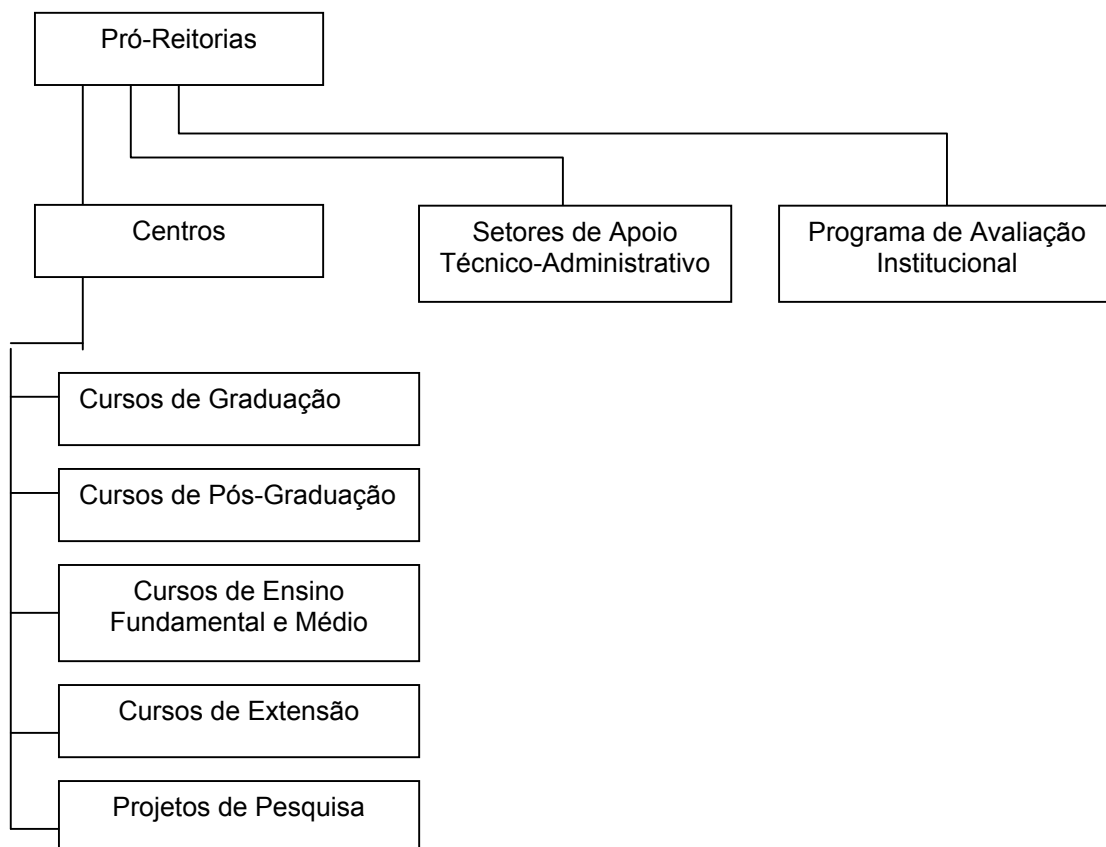 Pró-Reitorias
Centros
Setores de Apoio
Técnico-Administrativo
Programa de Avaliação
Institucional
Cursos de Graduação
Cursos de Pós-Graduação
Cursos de Ensino
Fundamental e Médio
Cursos de Extensão
Projetos de Pesquisa